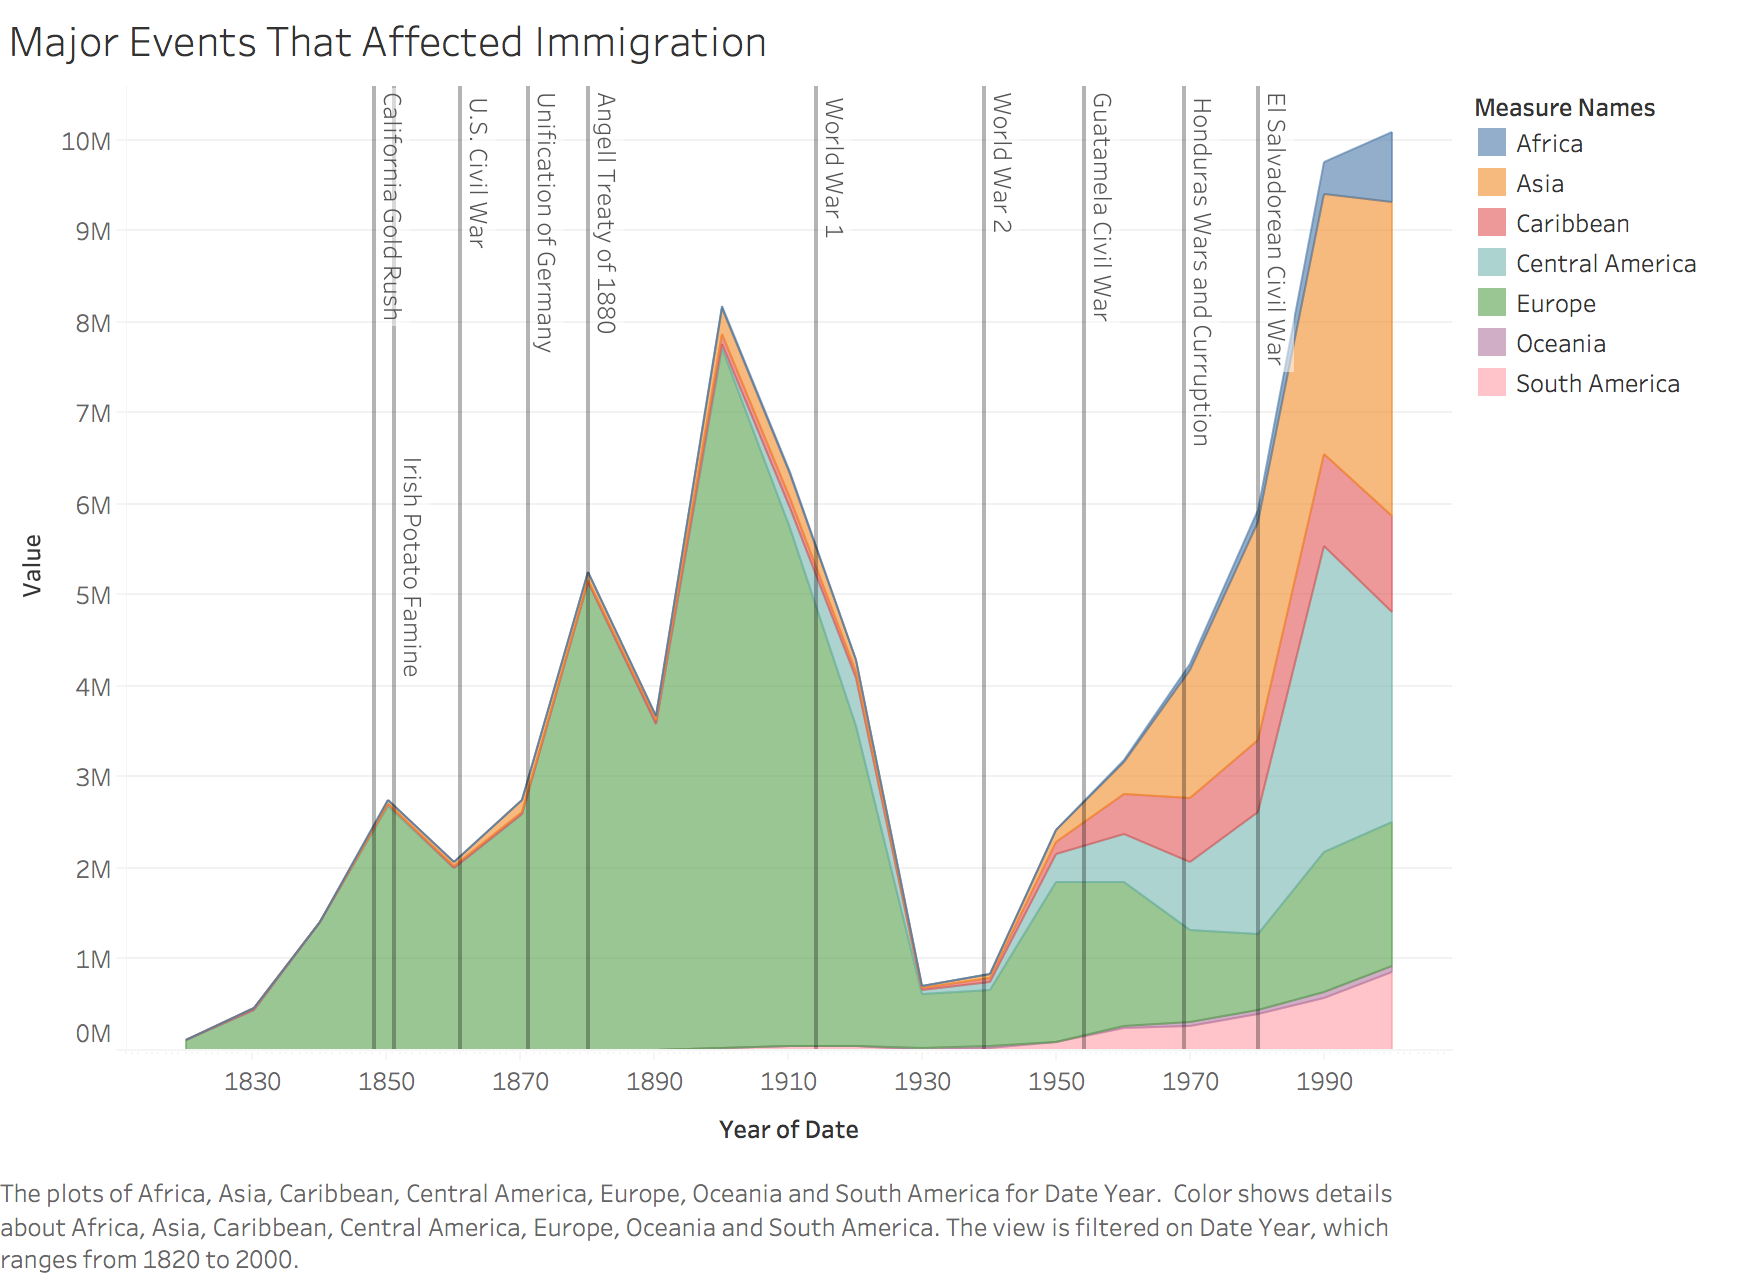 Major Events That Affected Immigration
10M
9M
8M
7M
6M
5M
4M
3M
2M
1M
0M
Value
California Gold Rush
Irish Potato Famine
U.S. Civil War
Unification of Germany
Angell Treaty of 1880
World War 1
World War 2
Guatamela Civil War
Honduras Wars and Curruption
El Salvadorean Civil War
1830
1850
1870
1890
1910
1930
1950
1970
1990
Year of Date
Measure Names
Africa
Asia
Caribbean
Central America
Europe
Oceania
South America
The plots of Africa, Asia, Caribbean, Central America, Europe, Oceania and South America for Date Year. Color shows details
about Africa, Asia, Caribbean, Central America, Europe, Oceania and South America. The view is filtered on Date Year, which
ranges from 1820 to 2000.